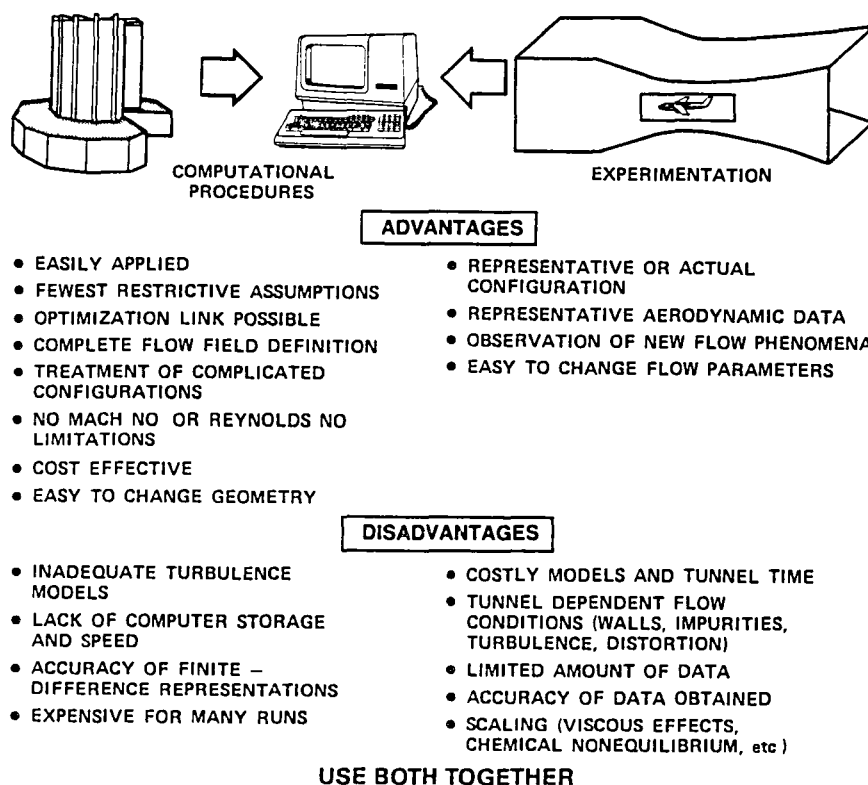 COMPUTATIONAL
PROCEDURES
EXPERIMENTATION
ADVANTAGES
• EASILY APPLIED
• FEWEST RESTRICTIVE ASSUMPTIONS
• OPTIMIZATION LINK POSSIBLE
• COMPLETE FLOW FIELD DEFINITION
• TREATMENT OF COMPLICATED
CONFIGURATIONS
• NO MACH NO OR REYNOLDS NO
LIMITATIONS
• COST EFFECTIVE
• EASY TO CHANGE GEOMETRY
• REPRESENTATIVE OR ACTUAL
CONFIGURATION
• REPRESENTATIVE AERODYNAMIC DATA
• OBSERVATION OF NEW FLOW PHENOMENA
• EASY TO CHANGE FLOW PARAMETERS
DISADVANTAGES
• INADEQUATE TURBULENCE
MODELS
• LACK OF COMPUTER STORAGE
AND SPEED
• ACCURACY OF FINITE –
DIFFERENCE REPRESENTATIONS
• EXPENSIVE FOR MANY RUNS
• COSTLY MODELS AND TUNNEL TIME
• TUNNEL DEPENDENT FLOW
CONDITIONS (WALLS, IMPURITIES,
TURBULENCE, DISTORTION)
• LIMITED AMOUNT OF DATA
• ACCURACY OF DATA OBTAINED
• SCALING (VISCOUS EFFECTS,
CHEMICAL NONEQUILIBRIUM, etc )
USE BOTH TOGETHER